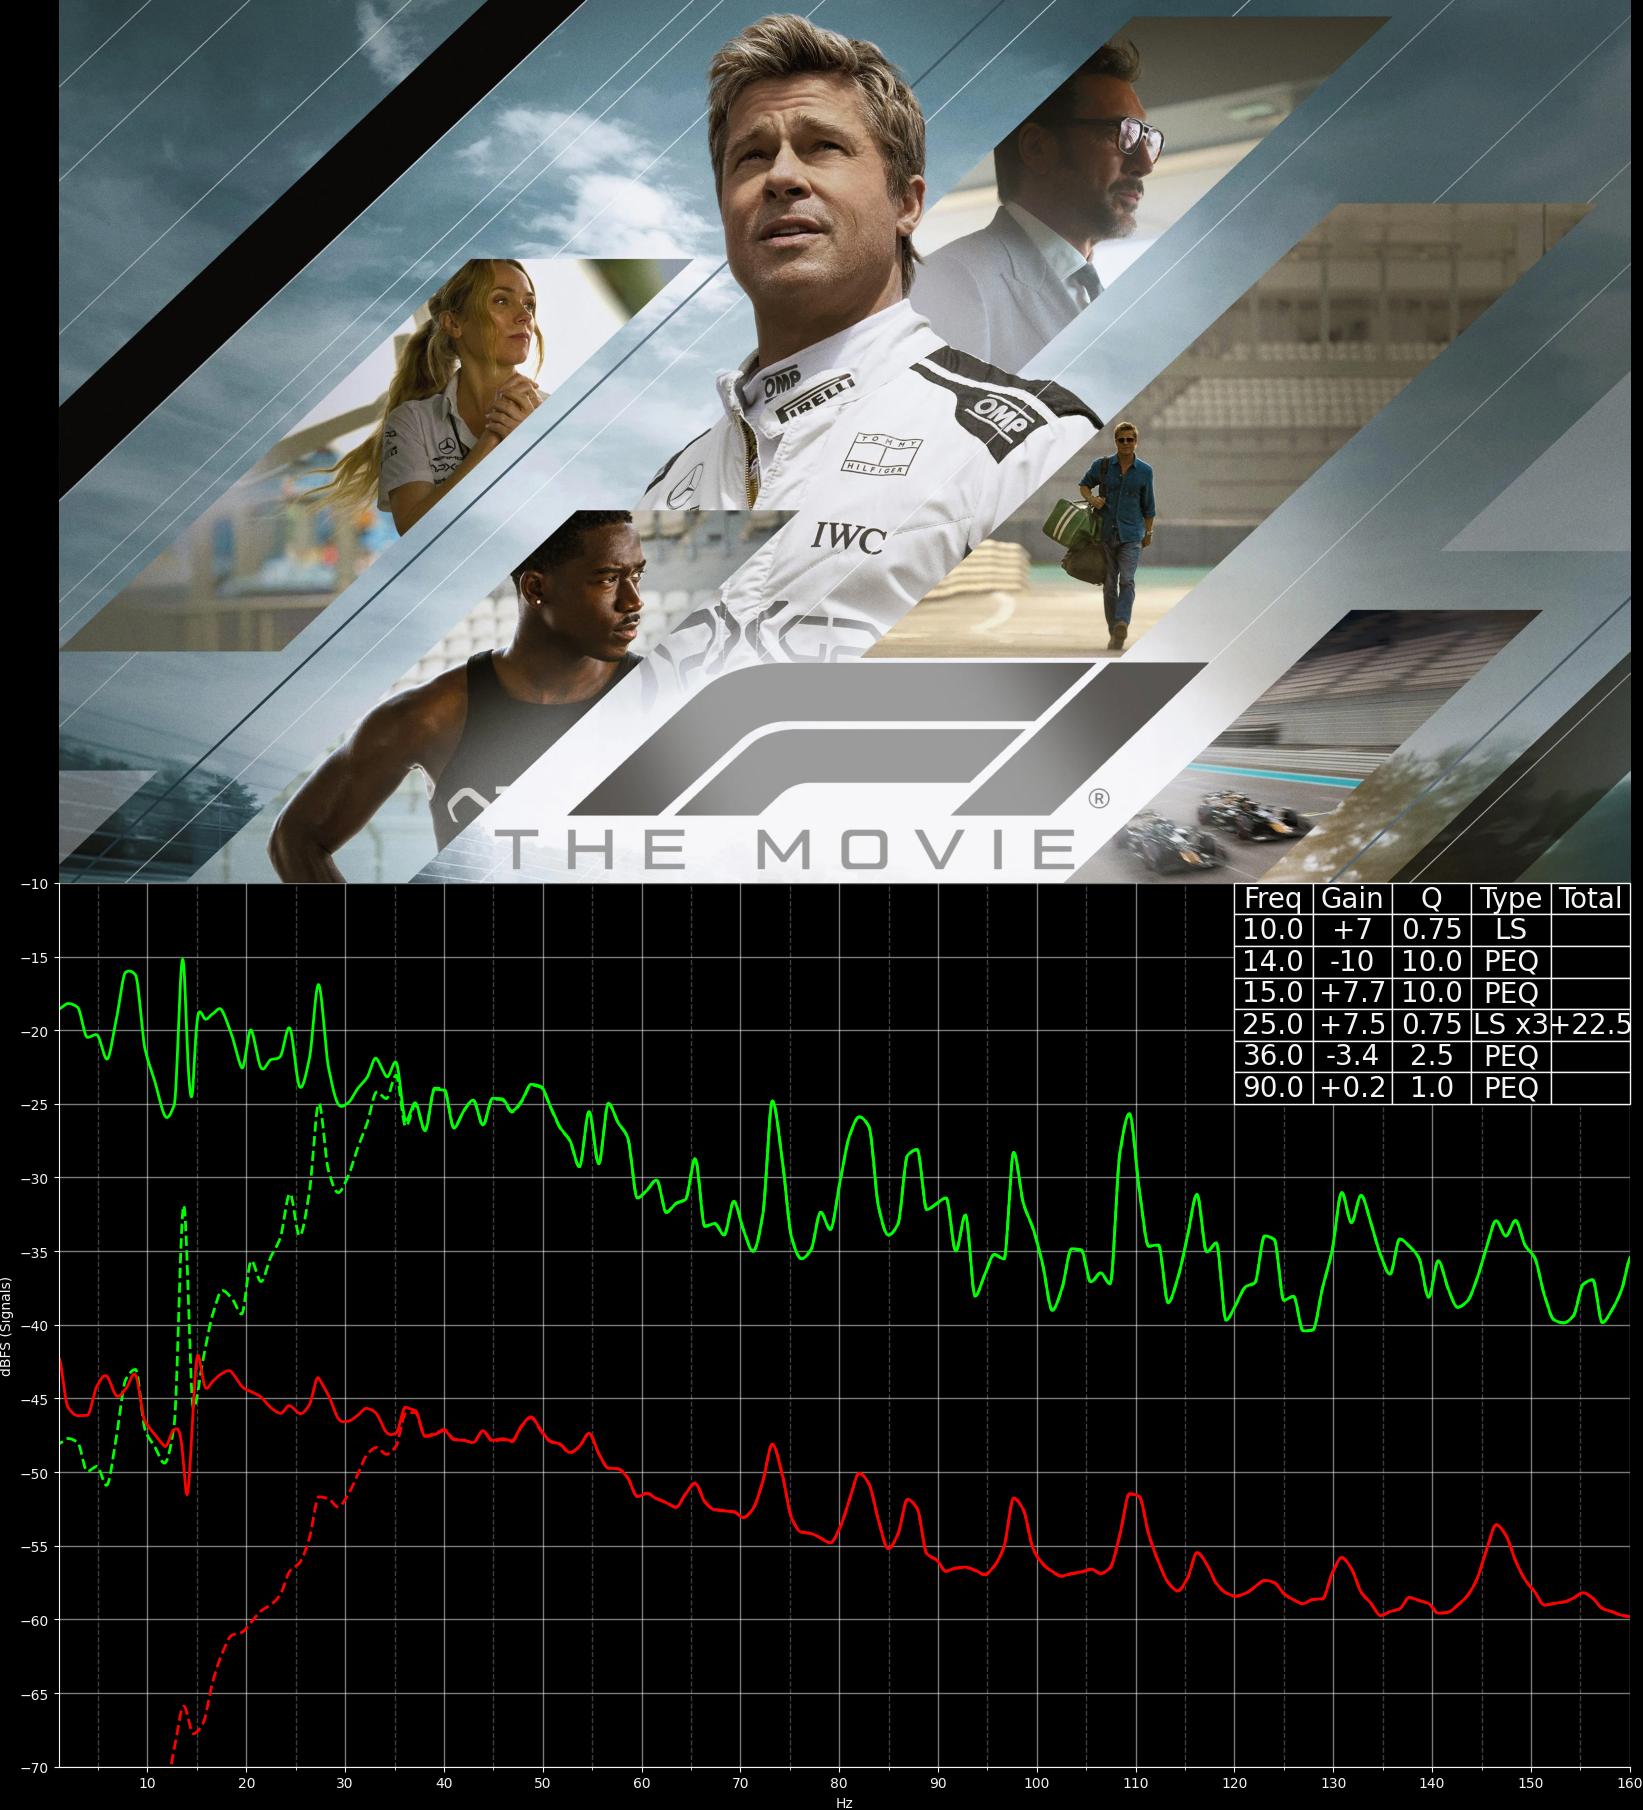 OMP
PIRELLI
OMP
TOMMY
HILFIGER
IWC
APXGP
®
THE MOVIE
Freq Gain Q Type Total
10.0 +7 0.75 LS
14.0 -10 10.0 PEQ
15.0 +7.7 10.0 PEQ
25.0 +7.5 0.75 LS x3 +22.5
36.0 -3.4 2.5 PEQ
90.0 +0.2 1.0 PEQ
−10
−15
−20
−25
−30
−35
−40
−45
−50
−55
−60
−65
−70
dBFS (Signals)
10 20 30 40 50 60 70 80 90 100 110 120 130 140 150 160
Hz